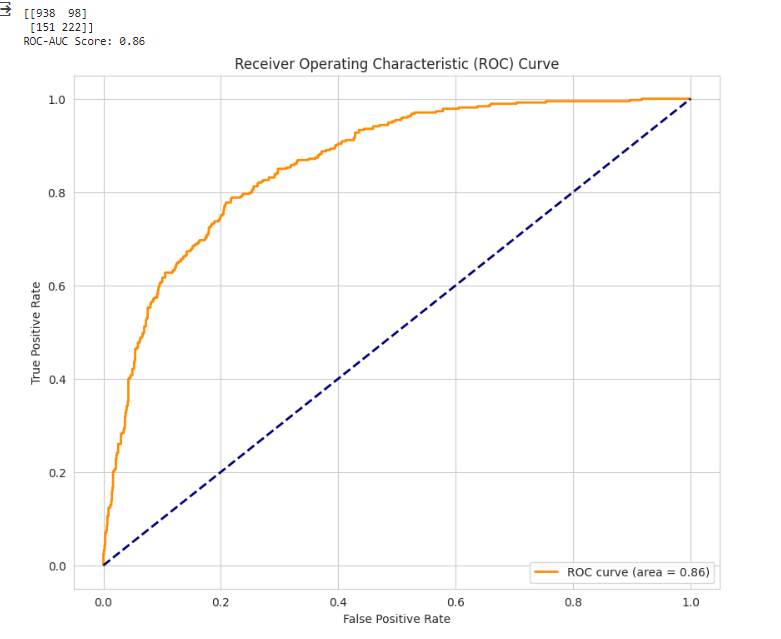 [[938  98]
 [151 222]]
ROC-AUC Score: 0.86
Receiver Operating Characteristic (ROC) Curve
1.0
0.8
0.6
0.4
0.2
0.0
True Positive Rate
ROC curve (area = 0.86)
0.0 0.2 0.4 0.6 0.8 1.0
False Positive Rate